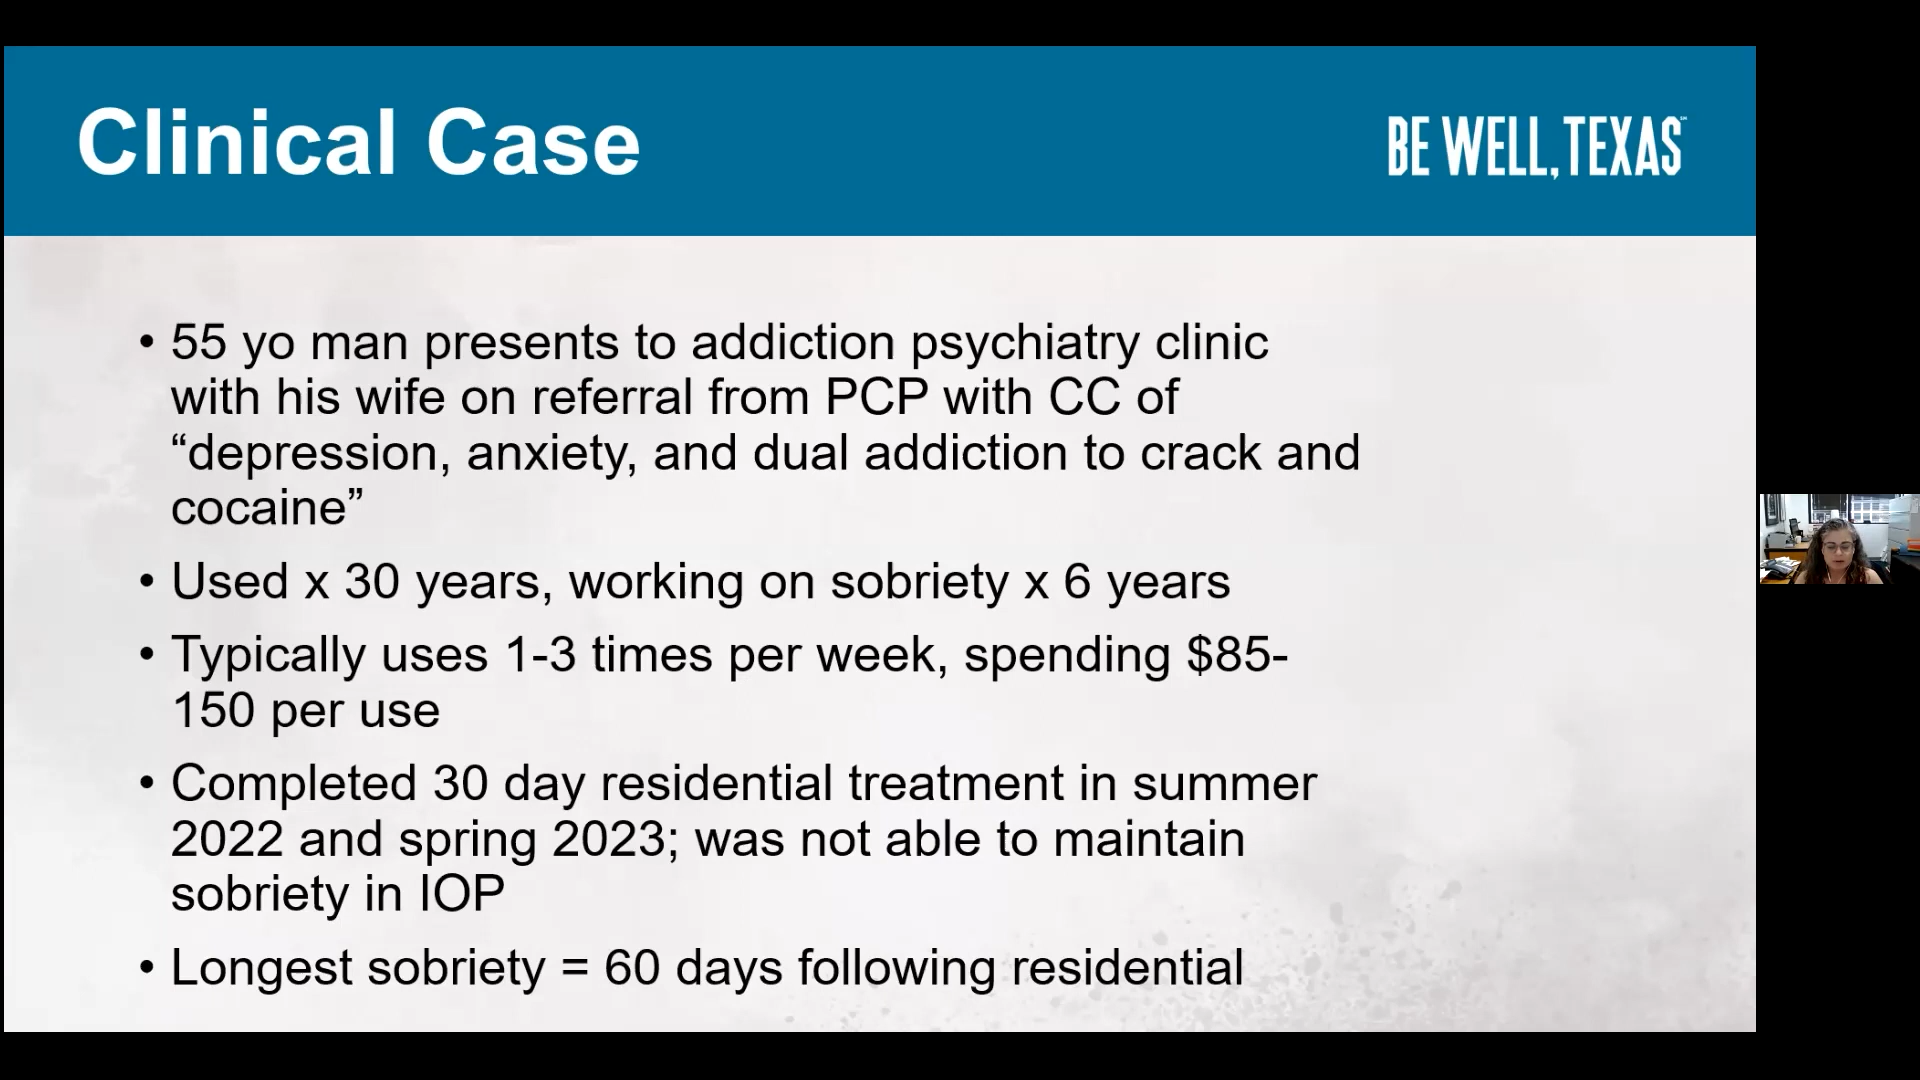 Clinical Case
BE WELL, TEXAS
• 55 yo man presents to addiction psychiatry clinic
with his wife on referral from PCP with CC of
“depression, anxiety, and dual addiction to crack and
cocaine”
• Used x 30 years, working on sobriety x 6 years
• Typically uses 1-3 times per week, spending $85-
150 per use
• Completed 30 day residential treatment in summer
2022 and spring 2023; was not able to maintain
sobriety in IOP
• Longest sobriety = 60 days following residential